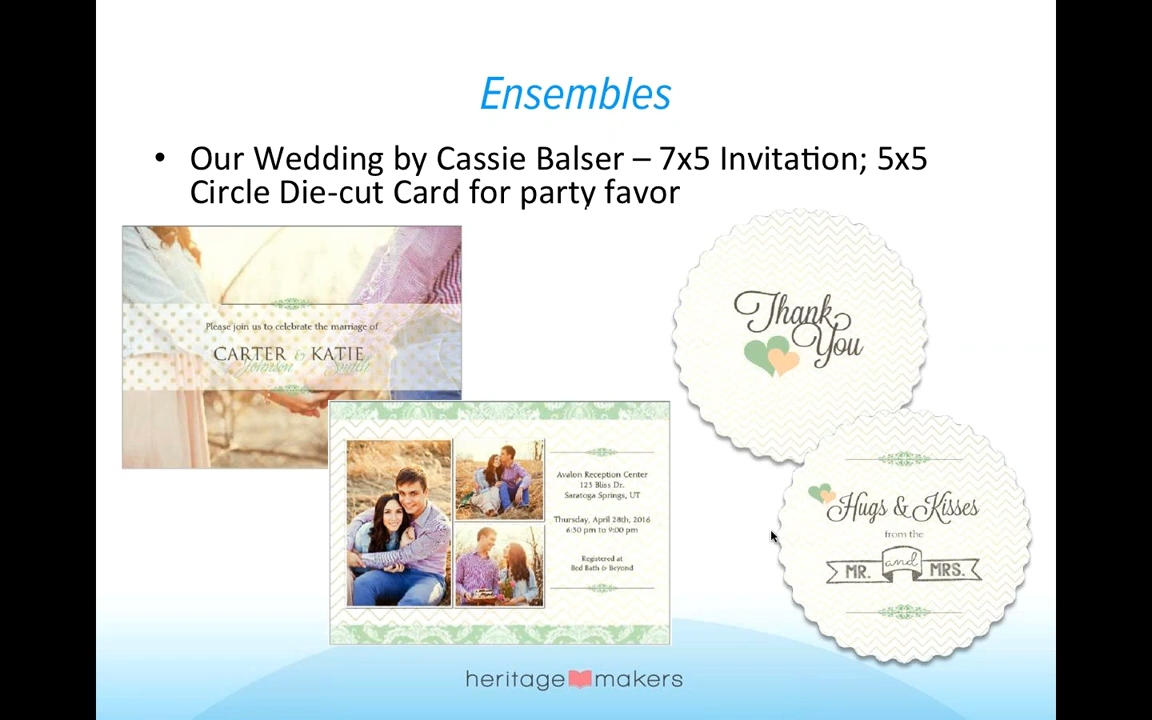 Ensembles
• Our Wedding by Cassie Balser – 7x5 Invitation; 5x5
Circle Die-cut Card for party favor
Please join us to celebrate the marriage of
CARTER & KATIE
Johnson Smith
Avalon Reception Center
123 Bliss Dr.
Saratoga Springs, UT
Thursday, April 28th, 2016
6:30 pm to 9:00 pm
Registered at
Bed Bath & Beyond
Thank
You
Hugs & Kisses
from the
MR. and MRS.
heritage makers